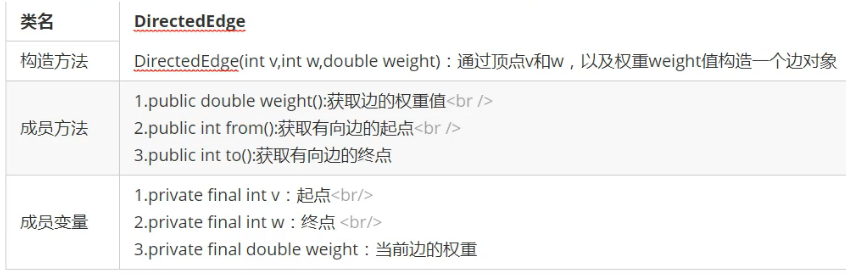 类名 DirectedEdge
构造方法 DirectedEdge(int v,int w,double weight)：通过顶点v和w，以及权重weight值构造一个边对象
1.public double weight():获取边的权重值<br />
成员方法 2.public int from():获取有向边的起点<br />
3.public int to():获取有向边的终点
1.private final int v：起点<br/>
成员变量 2.private final int w：终点 <br/>
3.private final double weight：当前边的权重